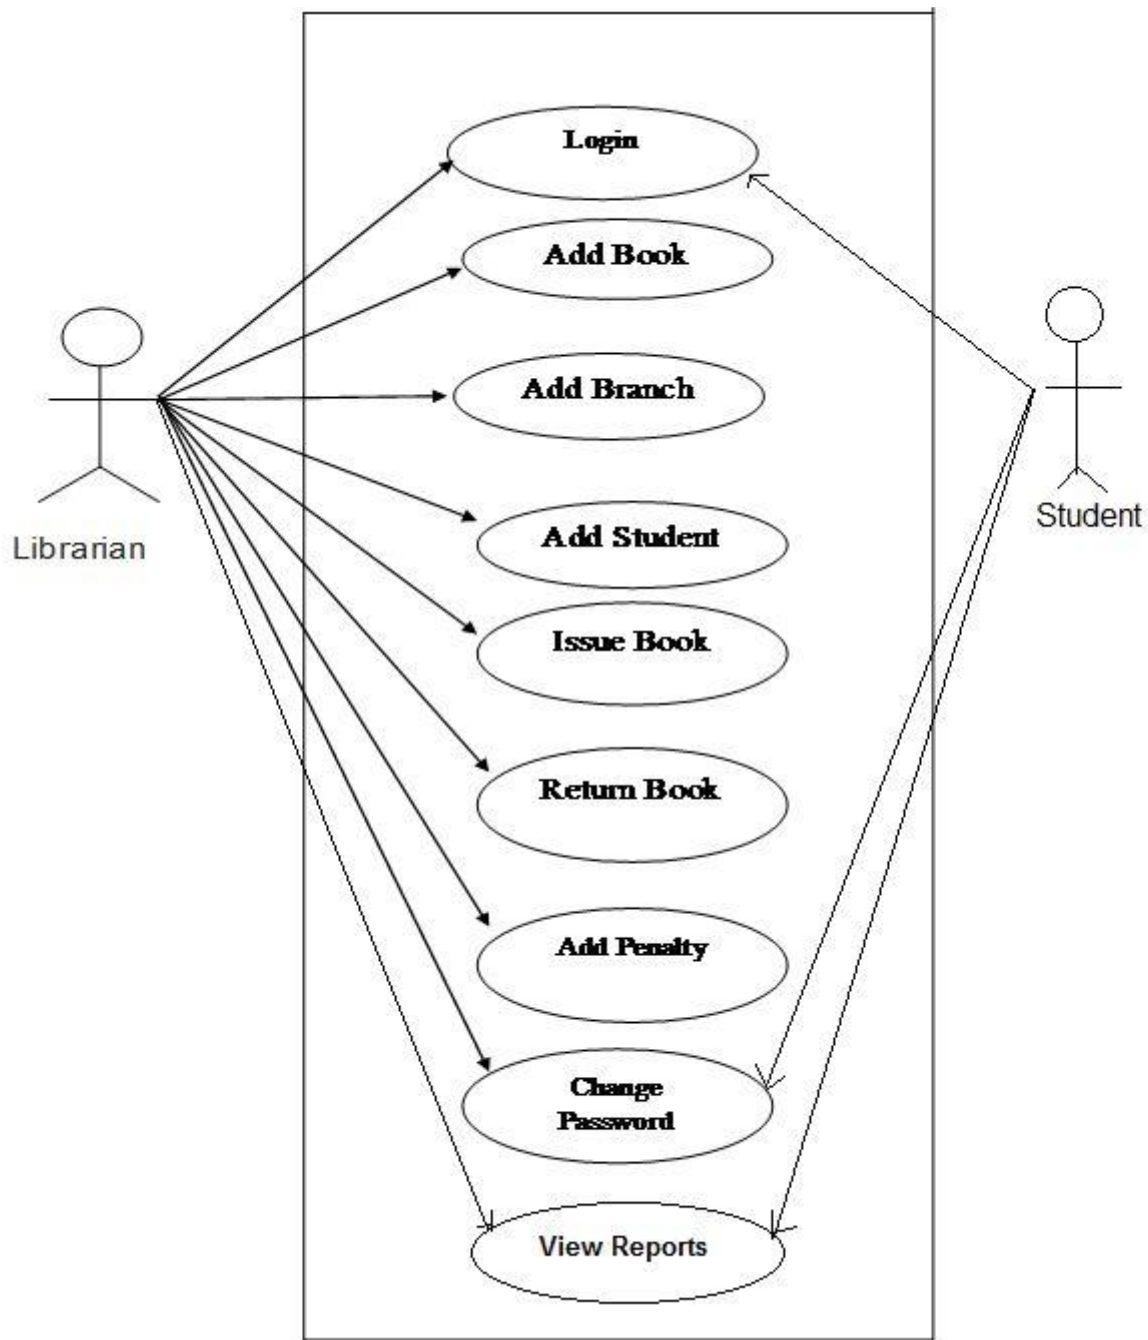 Login
Add Book
Add Branch
Add Student
Student
Librarian
Issue Book
Return Book
Add Penalty
Change
Password
View Reports